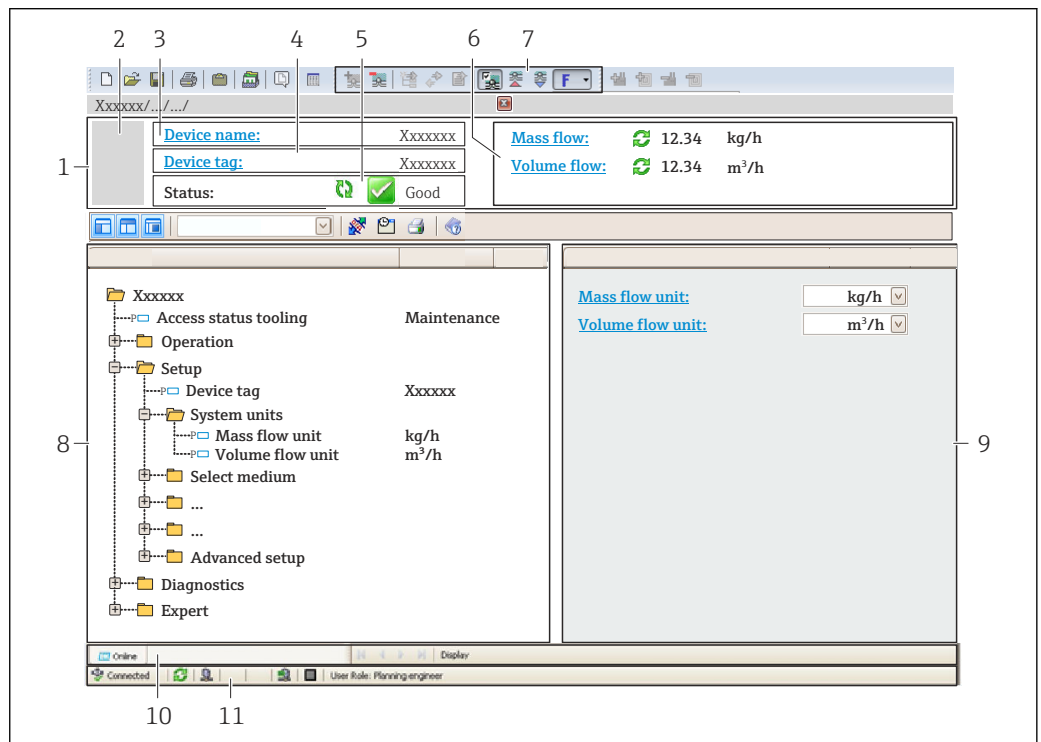 2 3 4 5 6 7
F
Xxxxxx/.../.../
1
Device name: Xxxxxxx
Device tag: Xxxxxxx
Status: Good
Mass flow: 12.34 kg/h
Volume flow: 12.34 m³/h
Xxxxxx
P Access status tooling Maintenance
Operation
Setup
P Device tag Xxxxxx
System units
P Mass flow unit kg/h
P Volume flow unit m³/h
Select medium
...
...
Advanced setup
Diagnostics
Expert
8
Mass flow unit: kg/h
Volume flow unit: m³/h
9
Online Display
Connected User Role: Planning engineer
10 11